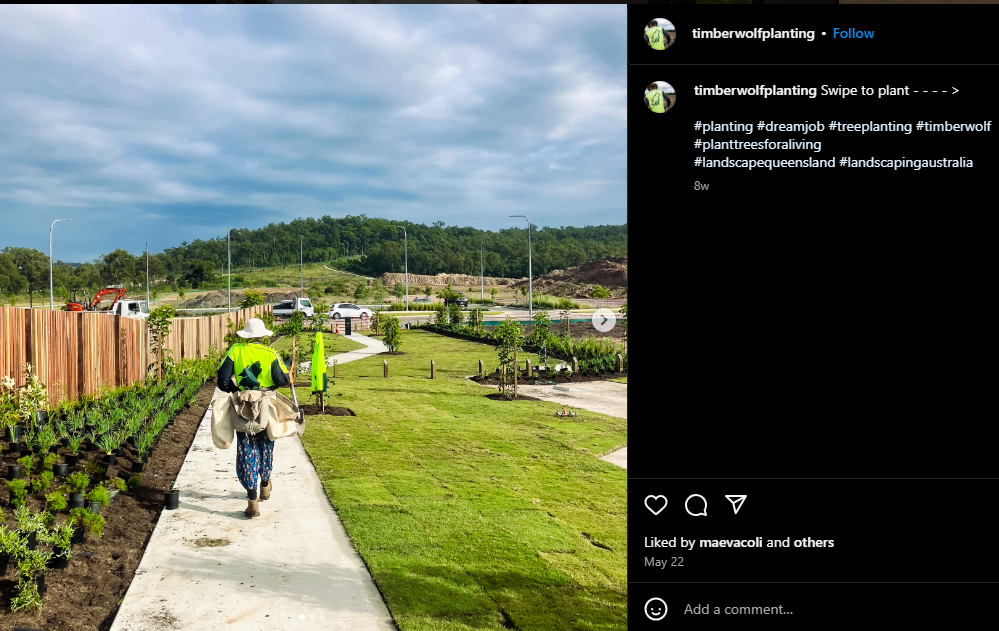 timberwolfplanting • Follow
timberwolfplanting Swipe to plant - - - - >
#planting #dreamjob #treeplanting #timberwolf
#planttreesforaliving
#landscapequeensland #landscapingaustralia
8w
Liked by maevacoli and others
May 22
Add a comment...